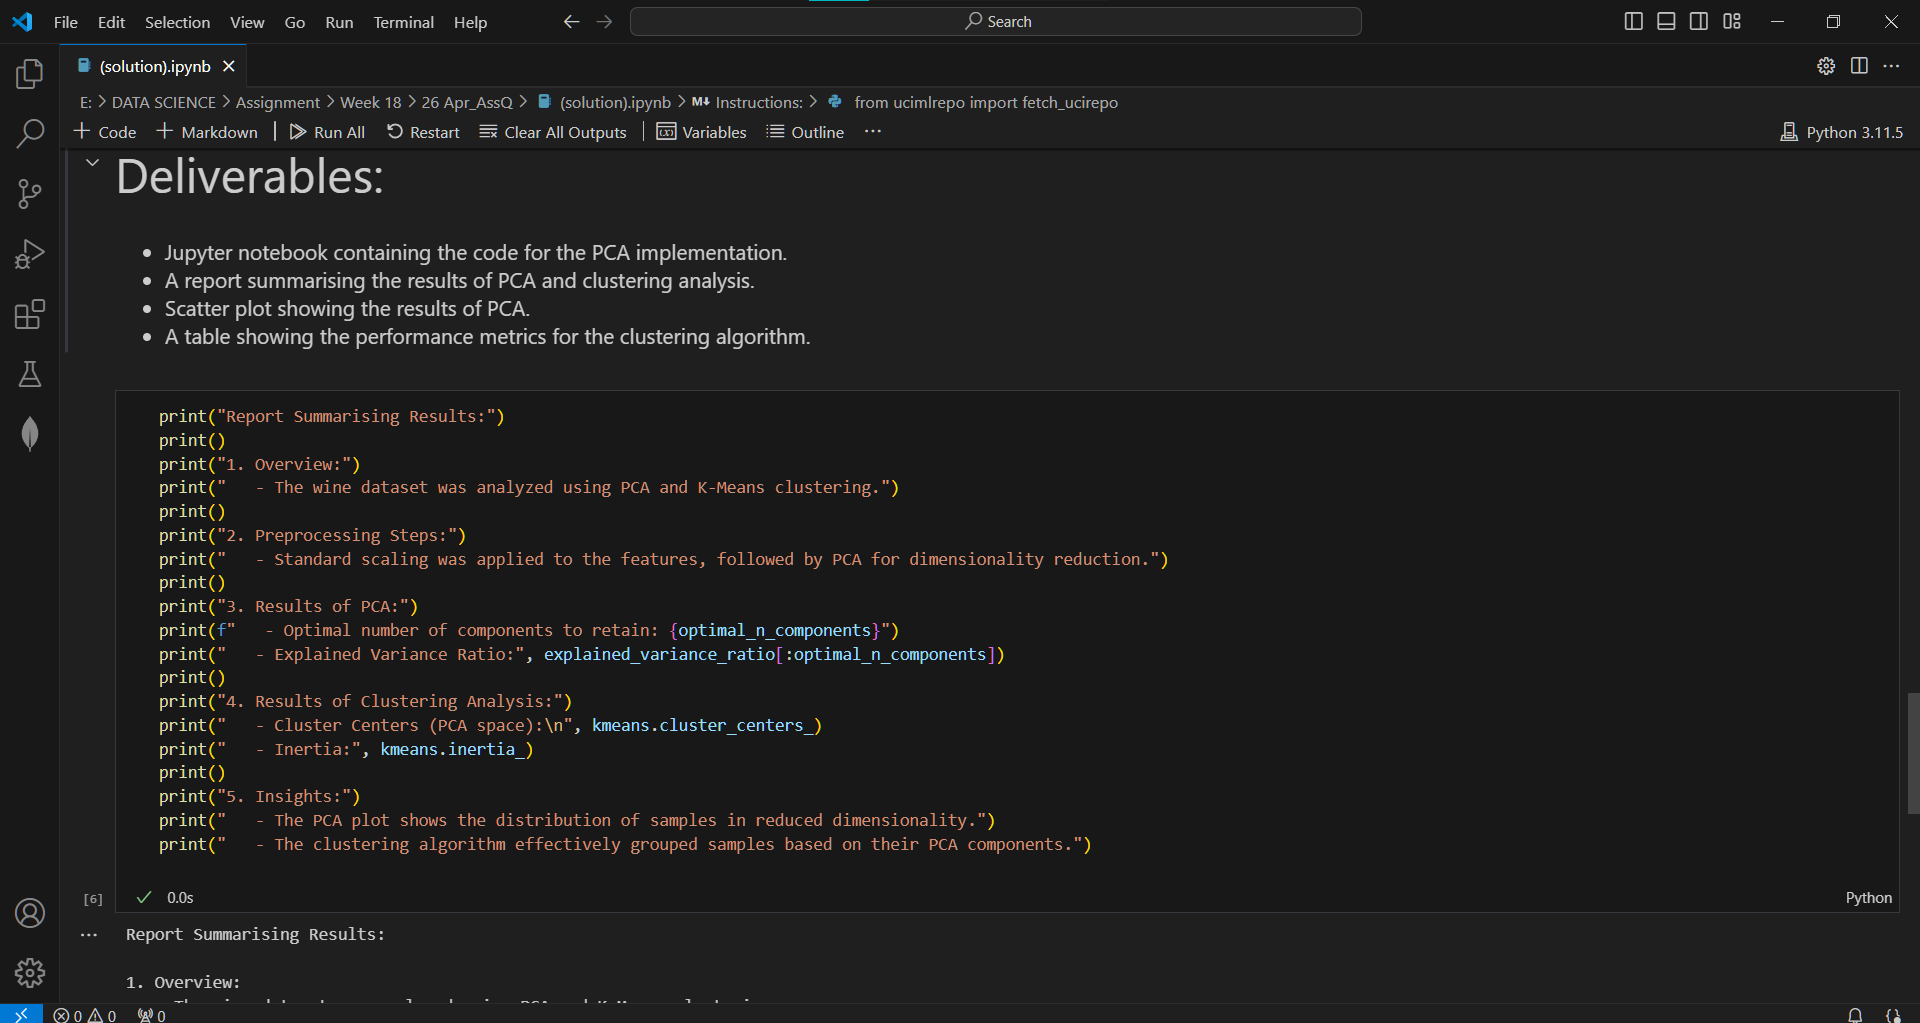 File Edit Selection View Go Run Terminal Help
Search
(solution).ipynb
E: > DATA SCIENCE > Assignment > Week 18 > 26 Apr_AssQ > (solution).ipynb > M↓ Instructions: > from ucimlrepo import fetch_ucirepo
+ Code + Markdown | Run All Restart Clear All Outputs | Variables Outline ··· Python 3.11.5
Deliverables:
• Jupyter notebook containing the code for the PCA implementation.
• A report summarising the results of PCA and clustering analysis.
• Scatter plot showing the results of PCA.
• A table showing the performance metrics for the clustering algorithm.
print("Report Summarising Results:")
print()
print("1. Overview:")
print("   - The wine dataset was analyzed using PCA and K-Means clustering.")
print()
print("2. Preprocessing Steps:")
print("   - Standard scaling was applied to the features, followed by PCA for dimensionality reduction.")
print()
print("3. Results of PCA:")
print(f"   - Optimal number of components to retain: {optimal_n_components}")
print("   - Explained Variance Ratio:", explained_variance_ratio[:optimal_n_components])
print()
print("4. Results of Clustering Analysis:")
print("   - Cluster Centers (PCA space):\n", kmeans.cluster_centers_)
print("   - Inertia:", kmeans.inertia_)
print()
print("5. Insights:")
print("   - The PCA plot shows the distribution of samples in reduced dimensionality.")
print("   - The clustering algorithm effectively grouped samples based on their PCA components.")
[6] ✓ 0.0s Python
··· Report Summarising Results:
1. Overview:
0 0 0